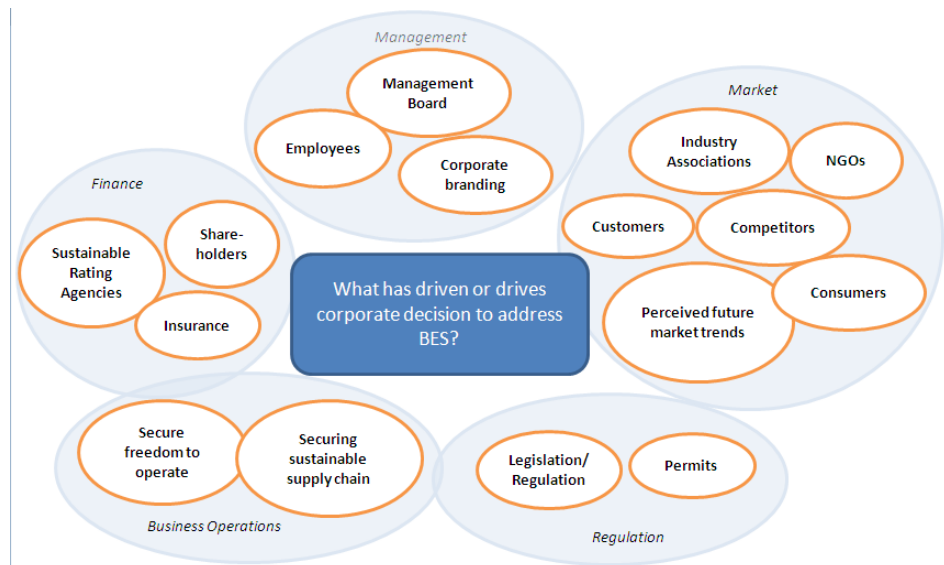 Management
Management
Board
Employees
Corporate
branding
Market
Industry
Associations
NGOs
Customers
Competitors
Consumers
Perceived future
market trends
Finance
Sustainable
Rating
Agencies
Share-
holders
Insurance
What has driven or drives
corporate decision to address
BES?
Secure
freedom to
operate
Securing
sustainable
supply chain
Business Operations
Legislation/
Regulation
Permits
Regulation